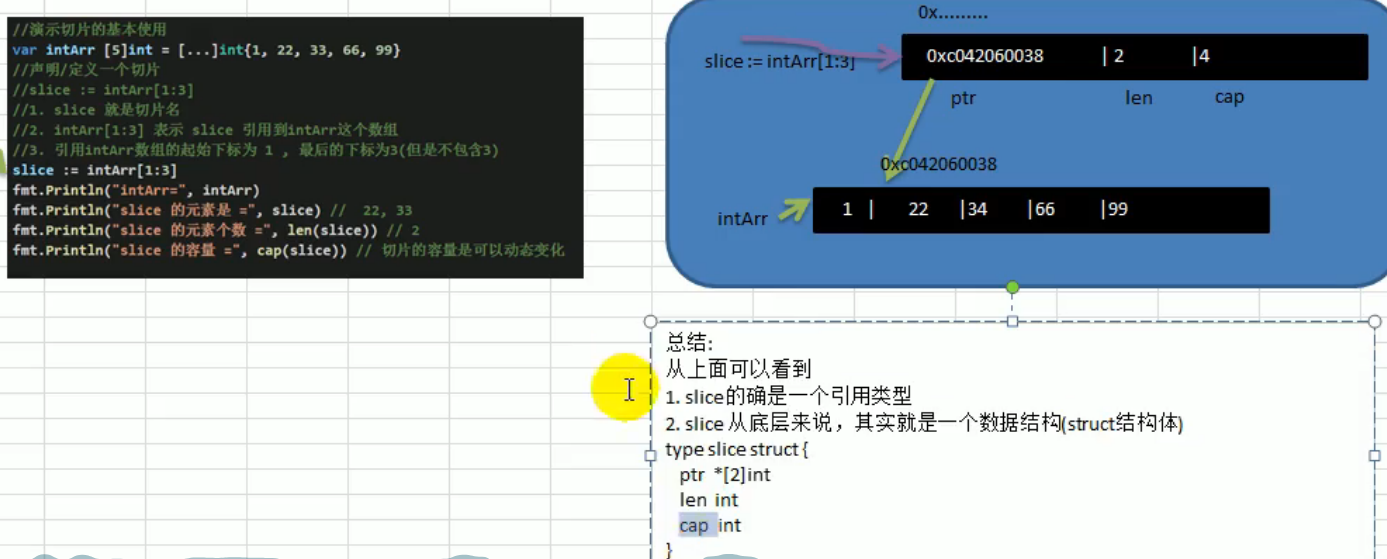 //演示切片的基本使用
var intArr [5]int = [...]int{1, 22, 33, 66, 99}
//声明/定义一个切片
//slice := intArr[1:3]
//1. slice 就是切片名
//2. intArr[1:3] 表示 slice 引用到intArr这个数组
//3. 引用intArr数组的起始下标为 1 , 最后的下标为3(但是不包含3)
slice := intArr[1:3]
fmt.Println("intArr=", intArr)
fmt.Println("slice 的元素是 =", slice) //  22, 33
fmt.Println("slice 的元素个数 =", len(slice)) // 2
fmt.Println("slice 的容量 =", cap(slice)) // 切片的容量是可以动态变化
0x.........
slice := intArr[1:3]
0xc042060038 | 2 |4
ptr len cap
0xc042060038
intArr
1 | 22 |34 |66 |99
总结:
从上面可以看到
1. slice的确是一个引用类型
2. slice 从底层来说，其实就是一个数据结构(struct结构体)
type slice struct {
ptr *[2]int
len int
cap int
}